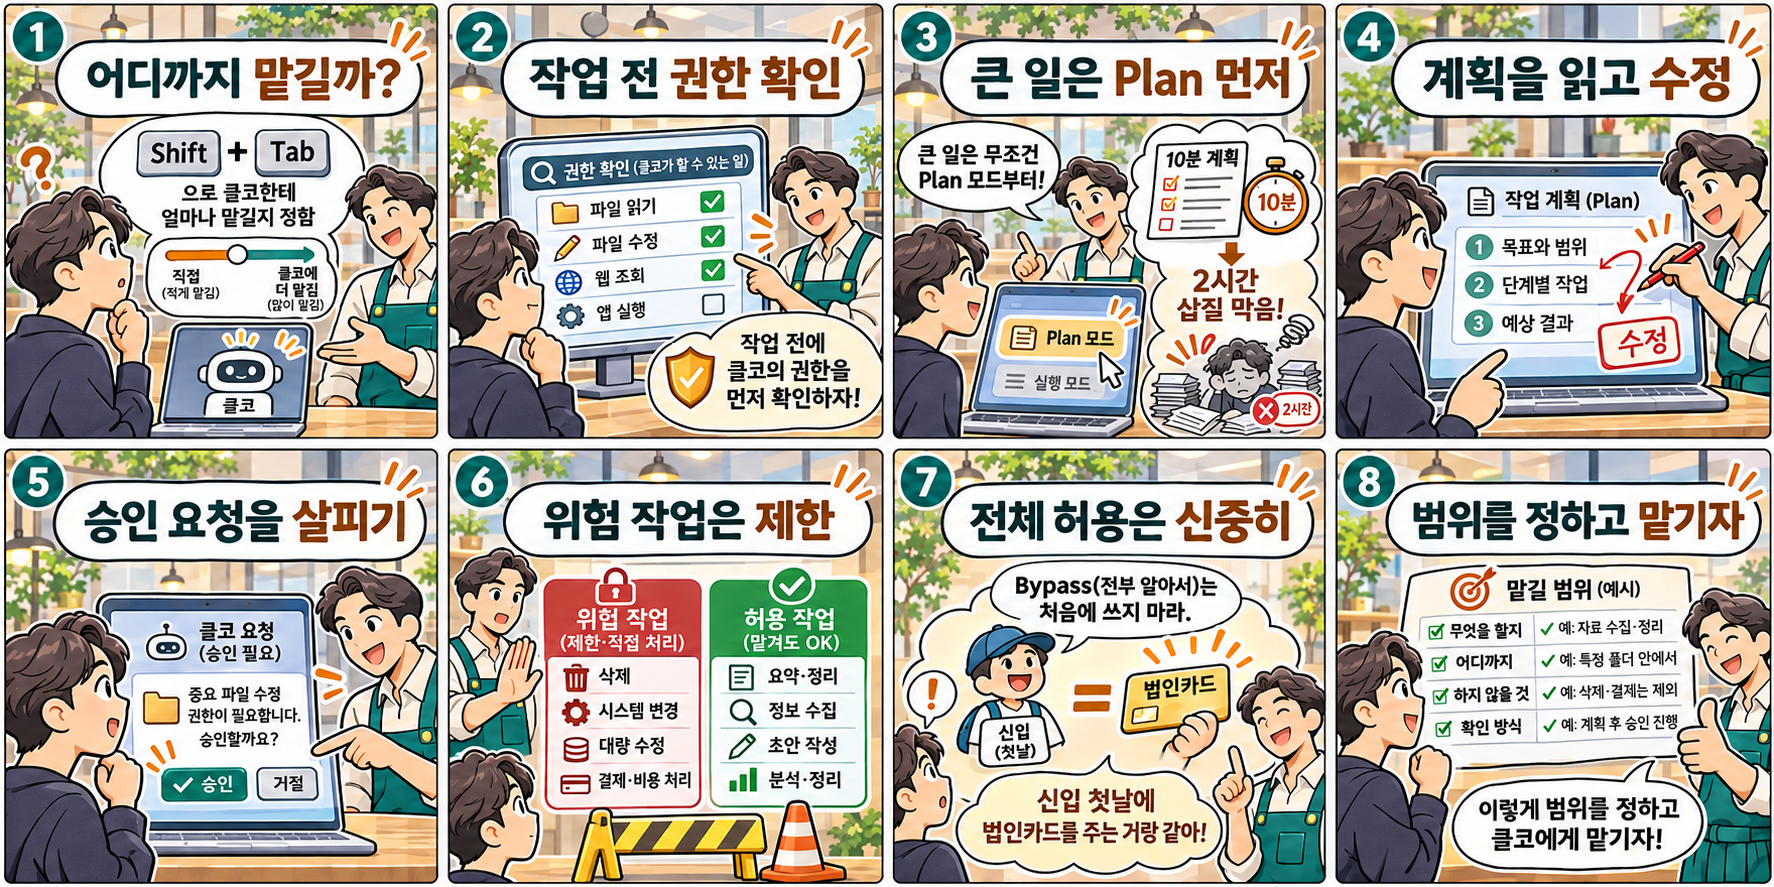 1
어디까지 맡길까?
?
Shift + Tab
으로 클코한테
얼마나 맡길지 정함
직접
(적게 맡김)
클코에
더 맡김
(많이 맡김)
클코
2
작업 전 권한 확인
권한 확인 (클코가 할 수 있는 일)
파일 읽기
파일 수정
웹 조회
앱 실행
작업 전에
클코의 권한을
먼저 확인하자!
3
큰 일은 Plan 먼저
큰 일은 무조건
Plan 모드부터!
10분 계획
10분
2시간
삽질 막음!
Plan 모드
실행 모드
2시간
4
계획을 읽고 수정
작업 계획 (Plan)
1 목표와 범위
2 단계별 작업
3 예상 결과
수정
5
승인 요청을 살피기
클코 요청
(승인 필요)
중요 파일 수정
권한이 필요합니다.
승인할까요?
승인
거절
6
위험 작업은 제한
위험 작업
(제한·직접 처리)
삭제
시스템 변경
대량 수정
결제·비용 처리
허용 작업
(맡겨도 OK)
요약·정리
정보 수집
초안 작성
분석·정리
7
전체 허용은 신중히
Bypass(전부 알아서)는
처음에 쓰지 마라.
!
신입
(첫날)
=
법인카드
신입 첫날에
법인카드를 주는 거랑 같아!
8
범위를 정하고 맡기자
맡길 범위 (예시)
무엇을 할지 예: 자료 수집·정리
어디까지 예: 특정 폴더 안에서
하지 않을 것 예: 삭제·결제는 제외
확인 방식 예: 계획 후 승인 진행
이렇게 범위를 정하고
클코에게 맡기자!